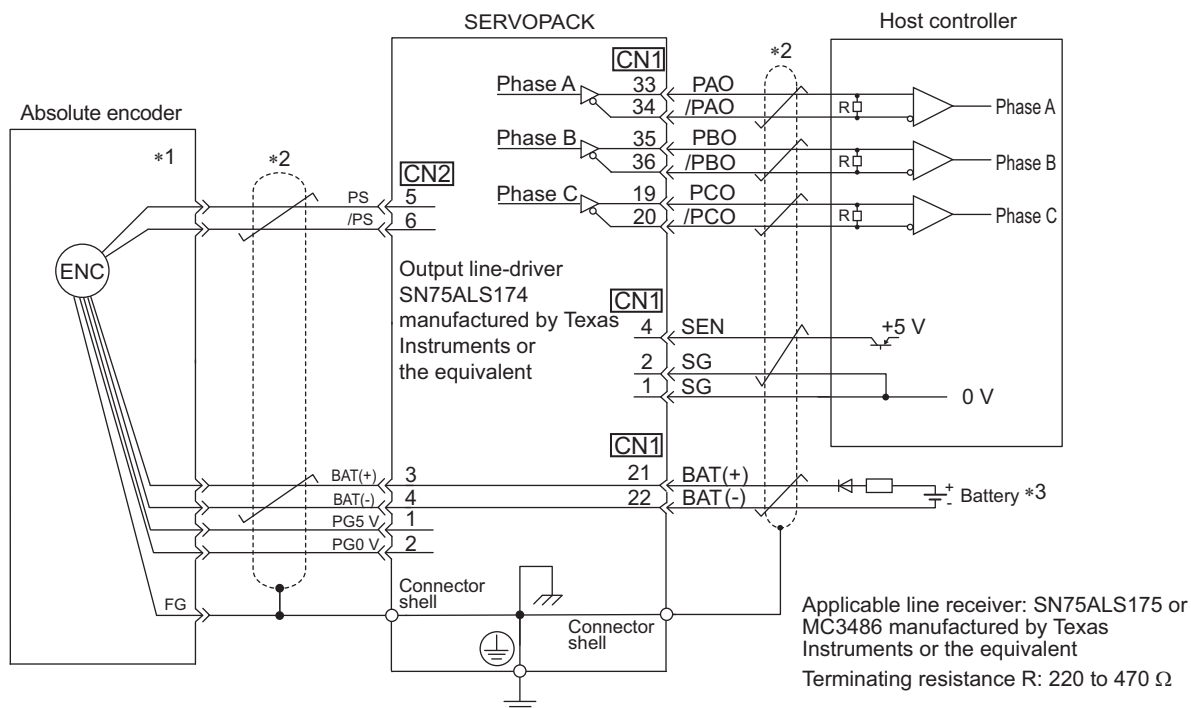 SERVOPACK
Host controller
Absolute encoder
*1
*2
*2
CN1
Phase A
33
PAO
34
/PAO
R
Phase A
Phase B
35
PBO
36
/PBO
R
Phase B
Phase C
19
PCO
20
/PCO
R
Phase C
CN2
PS
5
/PS
6
ENC
Output line-driver
SN75ALS174
manufactured by Texas
Instruments or
the equivalent
CN1
4
SEN
+5 V
2
SG
1
SG
0 V
CN1
BAT(+)
3
21
BAT(+)
BAT(-)
4
22
BAT(-)
+
-
Battery *3
PG5 V
1
PG0 V
2
FG
Connector
shell
Connector
shell
Applicable line receiver: SN75ALS175 or
MC3486 manufactured by Texas
Instruments or the equivalent
Terminating resistance R: 220 to 470 Ω